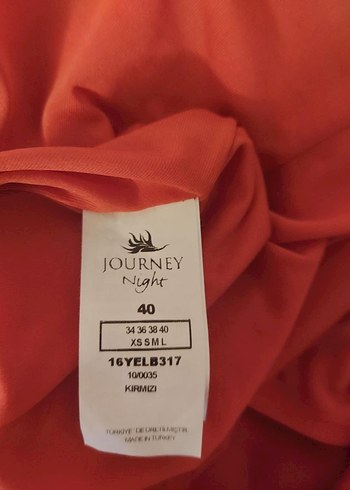 JOURNEY
Night
40
34 36 38 40
XS S M L
16YELB317
10/0035
KIRMIZI
TÜRKİYE' DE ÜRETİLMİŞTİR
MADE IN TURKEY